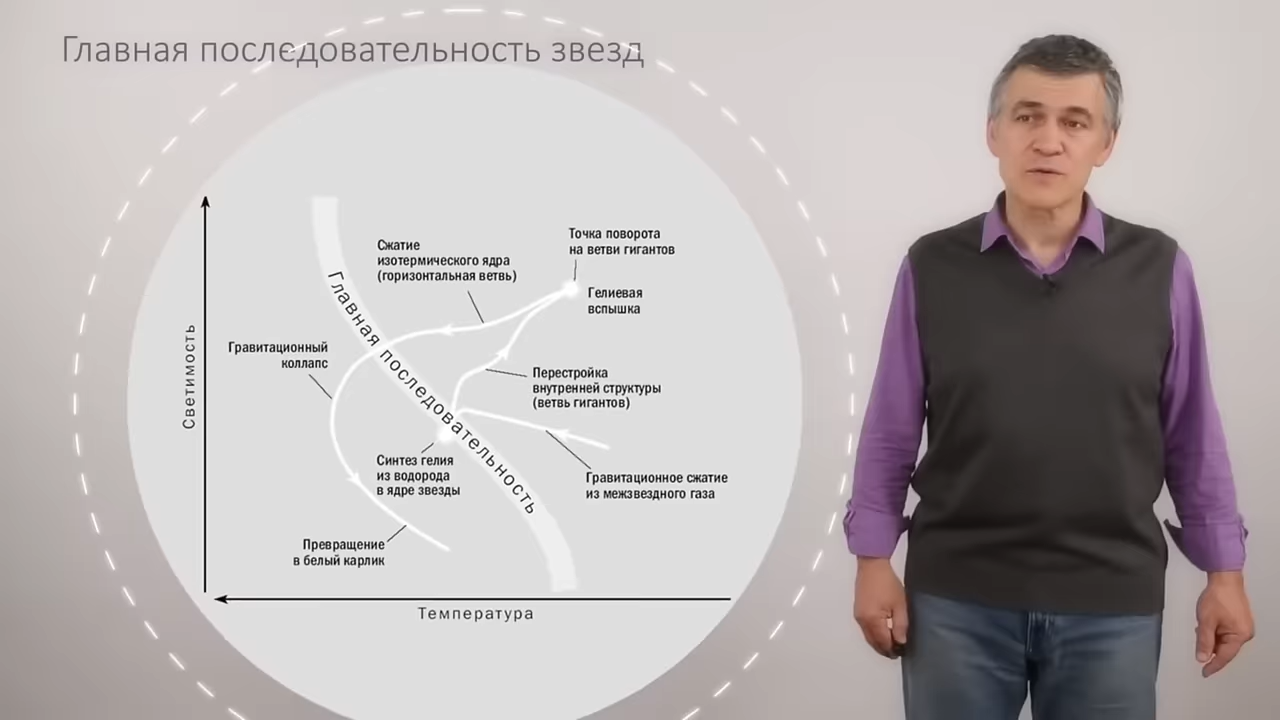 Главная последовательность звезд
Точка поворота
на ветви гигантов
Сжатие
изотермического ядра
(горизонтальная ветвь)
Гелиевая
вспышка
Главная последовательность
Гравитационный
коллапс
Светимость
Перестройка
внутренней структуры
(ветвь гигантов)
Синтез гелия
из водорода
в ядре звезды
Гравитационное сжатие
из межзвездного газа
Превращение
в белый карлик
Температура